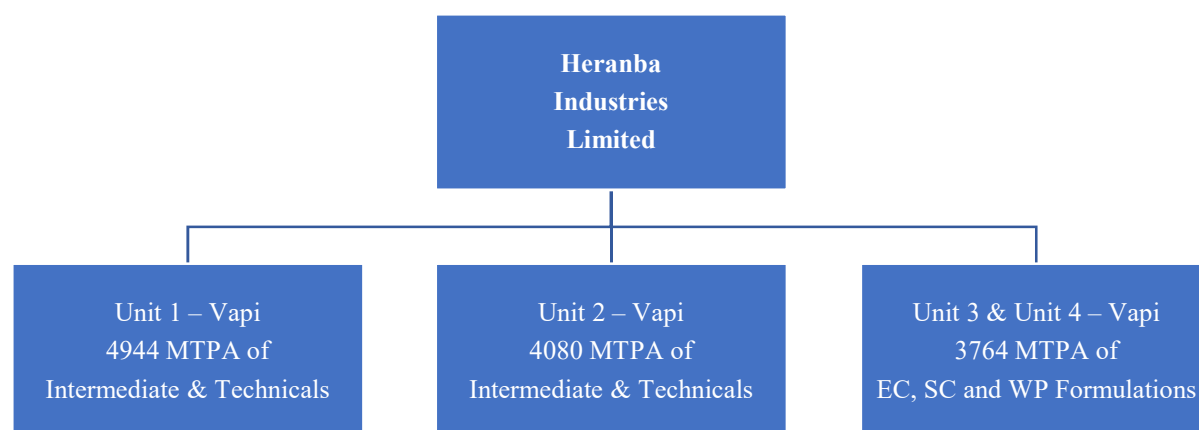 Heranba
Industries
Limited
Unit 1 – Vapi
4944 MTPA of
Intermediate & Technicals
Unit 2 – Vapi
4080 MTPA of
Intermediate & Technicals
Unit 3 & Unit 4 – Vapi
3764 MTPA of
EC, SC and WP Formulations